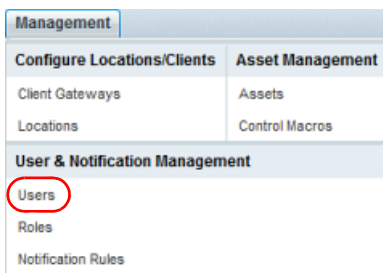 Management
Configure Locations/Clients Asset Management
Client Gateways Assets
Locations Control Macros
User & Notification Management
Users
Roles
Notification Rules